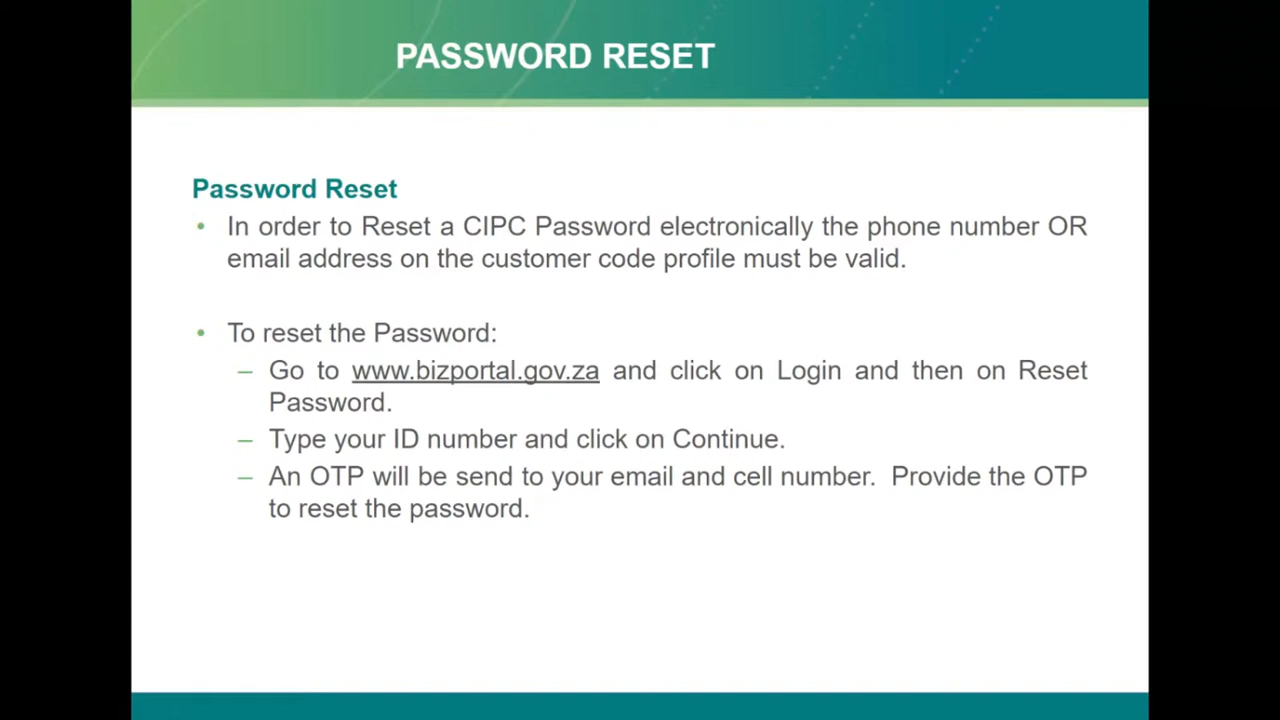 PASSWORD RESET
Password Reset
• In order to Reset a CIPC Password electronically the phone number OR
email address on the customer code profile must be valid.
• To reset the Password:
– Go to www.bizportal.gov.za and click on Login and then on Reset
Password.
– Type your ID number and click on Continue.
– An OTP will be send to your email and cell number.  Provide the OTP
to reset the password.